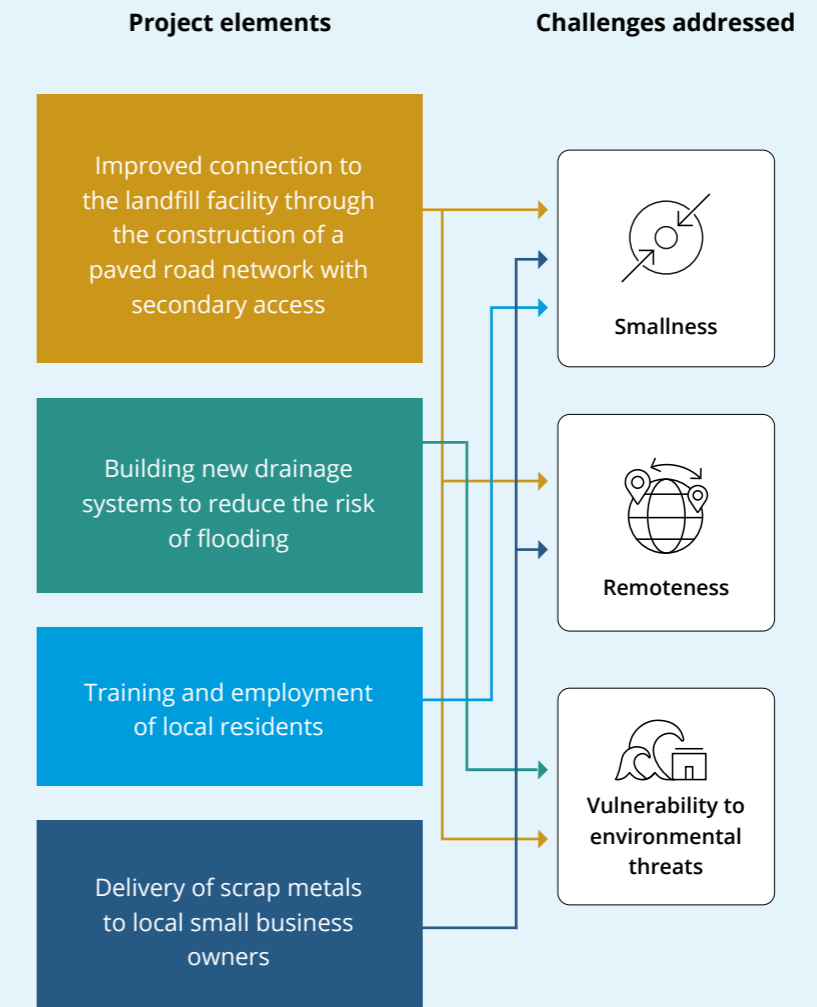 Project elements
Challenges addressed
Improved connection to
the landfill facility through
the construction of a
paved road network with
secondary access
Building new drainage
systems to reduce the risk
of flooding
Training and employment
of local residents
Delivery of scrap metals
to local small business
owners
Smallness
Remoteness
Vulnerability to
environmental
threats